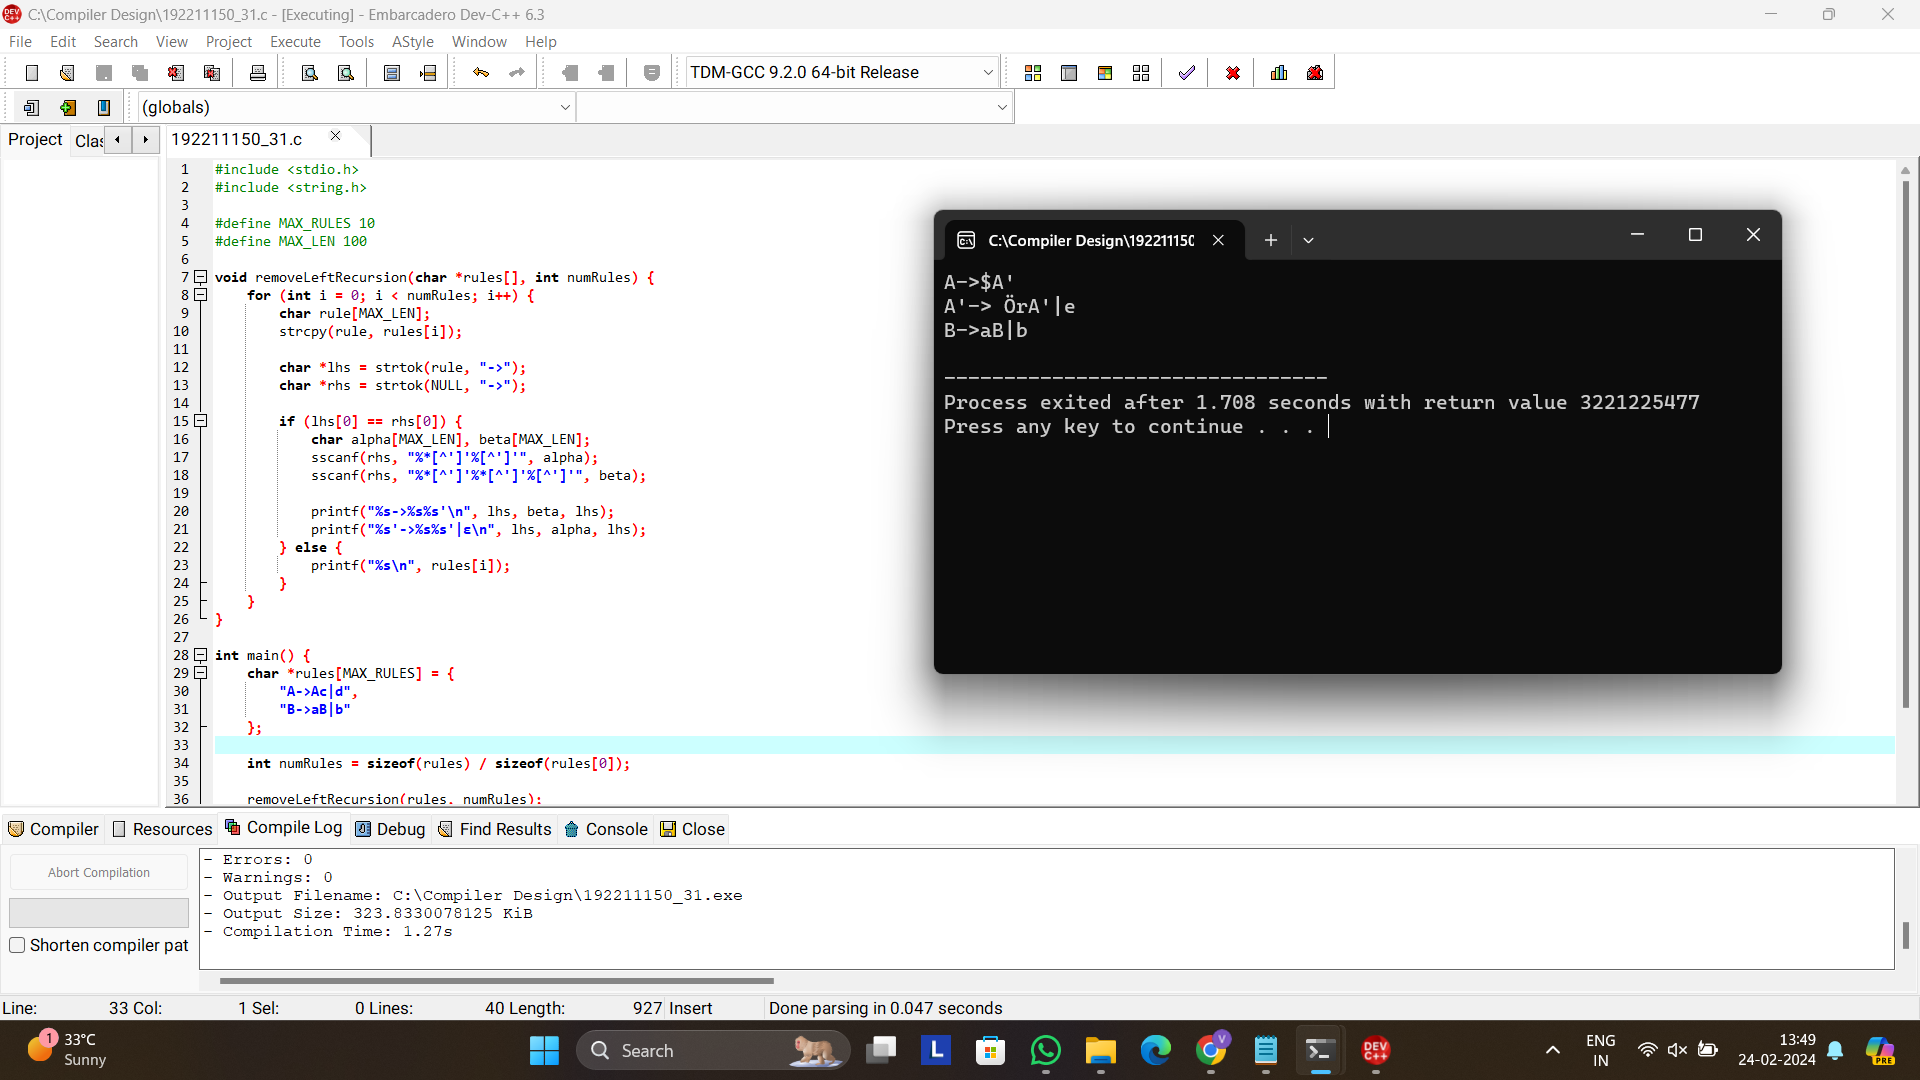 C:\Compiler Design\192211150_31.c - [Executing] - Embarcadero Dev-C++ 6.3
File Edit Search View Project Execute Tools AStyle Window Help
TDM-GCC 9.2.0 64-bit Release
(globals)
Project Clas 192211150_31.c
1 #include <stdio.h>
2 #include <string.h>
3
4 #define MAX_RULES 10
5 #define MAX_LEN 100
6
7 void removeLeftRecursion(char *rules[], int numRules) {
8 for (int i = 0; i < numRules; i++) {
9 char rule[MAX_LEN];
10 strcpy(rule, rules[i]);
11
12 char *lhs = strtok(rule, "->");
13 char *rhs = strtok(NULL, "->");
14
15 if (lhs[0] == rhs[0]) {
16 char alpha[MAX_LEN], beta[MAX_LEN];
17 sscanf(rhs, "%*[^']'%[^']'", alpha);
18 sscanf(rhs, "%*[^']'%*[^']'%[^']'", beta);
19
20 printf("%s->%s%s'\n", lhs, beta, lhs);
21 printf("%s'->%s%s'|ε\n", lhs, alpha, lhs);
22 } else {
23 printf("%s\n", rules[i]);
24 }
25 }
26 }
27
28 int main() {
29 char *rules[MAX_RULES] = {
30 "A->Ac|d",
31 "B->aB|b"
32 };
33
34 int numRules = sizeof(rules) / sizeof(rules[0]);
35
36 removeLeftRecursion(rules, numRules);
C:\Compiler Design\192211150
A->$A'
A'-> ÖrA'|e
B->aB|b
--------------------------------
Process exited after 1.708 seconds with return value 3221225477
Press any key to continue . . .
Compiler Resources Compile Log Debug Find Results Console Close
Abort Compilation
Shorten compiler pat
- Errors: 0
- Warnings: 0
- Output Filename: C:\Compiler Design\192211150_31.exe
- Output Size: 323.8330078125 KiB
- Compilation Time: 1.27s
Line: 33 Col: 1 Sel: 0 Lines: 40 Length: 927 Insert Done parsing in 0.047 seconds
1
33°C
Sunny
Search
L
V
DEV C++
ENG
IN
13:49
24-02-2024
PRE